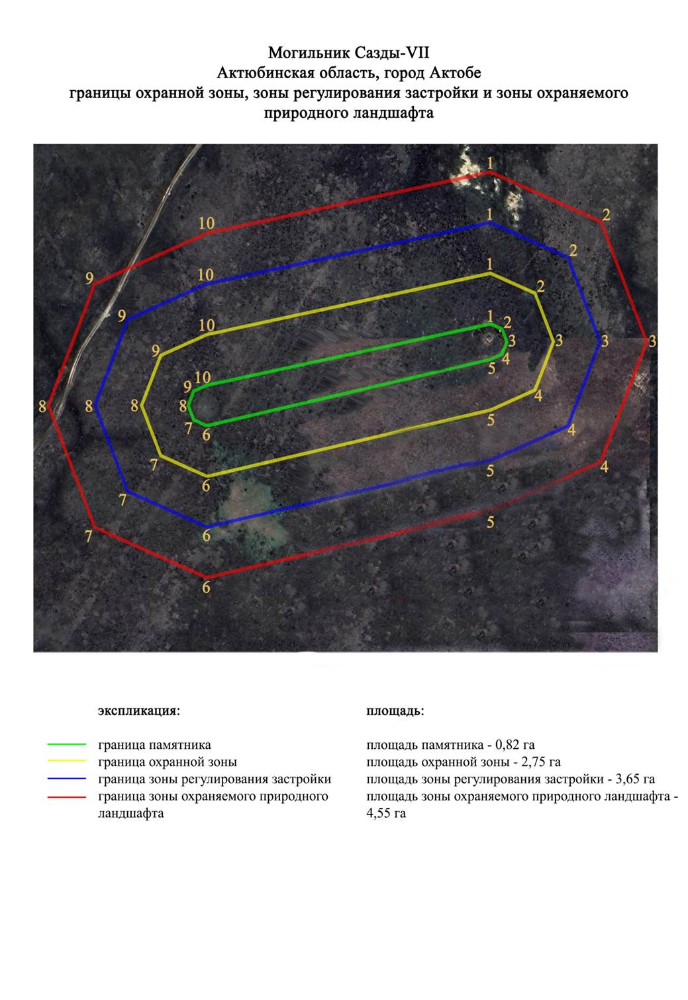 Могильник Сазды-VII
Актюбинская область, город Актобе
границы охранной зоны, зоны регулирования застройки и зоны охраняемого
природного ландшафта
1
2
10
1
2
9
10
1
2
9
10
1
2
3
3
3
3
9
10
4
5
9
8
8
8
8
7
6
4
5
4
7
6
5
4
7
6
5
7
6
экспликация:
площадь:
граница памятника
площадь памятника - 0,82 га
граница охранной зоны
площадь охранной зоны - 2,75 га
граница зоны регулирования застройки
площадь зоны регулирования застройки - 3,65 га
граница зоны охраняемого природного
ландшафта
площадь зоны охраняемого природного ландшафта -
4,55 га